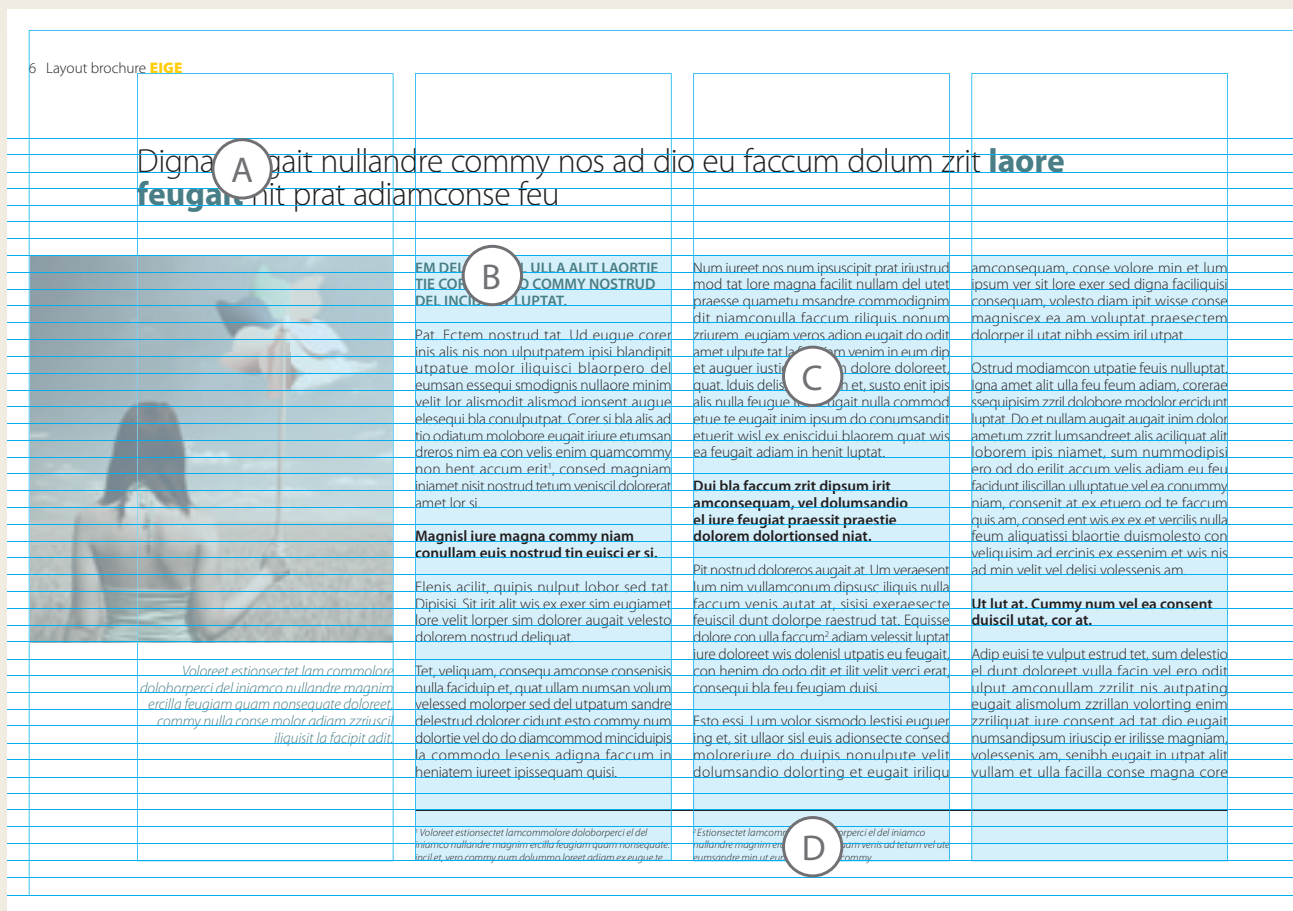 6 Layout brochure EIGE
A
gait nullandre commy nos ad dio eu faccum dolum zrit laore
nit prat adiamconse feu
Voloreet estionsectet lam commolore
doloborperci del iniamco nullandre magnim
ercilla feugiam quam nonsequate doloreet,
commy nulla conse molor adiam zzriuscil
iliquisit la facipit adit.
B
EM ULLA ALIT LAORTIE
TIE COMMY NOSTRUD
DEL LUPTAT.
Pat. Ectem nostrud tat. Ud eugue corer
inis alis nis non ulputpatem ipisi blandipit
utpatue molor iliquisci blaorpero del
eumsan essequi smodignis nullaore minim
velit lor alismodit alismod ionsent augue
elesequi bla conulputpat. Corer si bla alis ad
tio odiatum molobore eugait iriure etumsan
dreros nim ea con velis enim quamcommy
non hent accum erit¹, consed magniam
iniamet nisit nostrud tetum veniscil dolorerat
amet lor si.
Magnisl iure magna commy niam
conullam euis nostrud tin euisci er si.
Elenis acilit, quipis nulput lobor sed tat.
Dipisisi. Sit irit alit wis ex exer sim eugiamet
lore velit lorper sim dolorer augait velesto
dolorem nostrud deliquat.
Tet, veliquam, consequ amconse consenisis
nulla faciduip et, quat ullam numsan volum
velessed molorper sed del utpatum sandre
delestrud dolorer cidunt esto commy num
dolortie vel do do diamcommod minciduipis
la commodo lesenis adigna faccum in
heniatem iureet ipissequam quisi.
¹ Voloreet estionsectet lamcommolore doloborperci el del
iniamco nullandre magnim ercilla feugiam quam nonsequate.
incil et, vero commy num dolummo loreet adiam ex eugue te
Num iureet nos num ipsuscipit prat iriustrud
mod tat lore magna facilit nullam del utet
praesse quametu msandre commodignim
dit niamconulla faccum riliquis nonum
zriurem eugiam veros adion eugait do odit
amet ulpute tat la venim in eum dip
et auguer dolore doloreet,
quat. Iduis et, susto enit ipis
alis nulla feugue ugait nulla commod
etue te eugait inim ipsum do conumsandit
etuerit wisl ex eniscidui blaorem quat wis
ea feugait adiam in henit luptat.
C
Dui bla faccum zrit dipsum irit
amconsequam, vel dolumsandio
el iure feugiat praessit praestie
dolorem dolortionsed niat.
Pit nostrud doloreros augait at. Um veraesent
lum nim vullamconum dipsusc iliquis nulla
faccum venis autat at, sisisi exeraesecte
feuiscil dunt dolorpe raestrud tat. Equisse
dolore con ulla faccum² adiam velessit luptat
iure doloreet wis dolenisl utpatis eu feugait,
con henim do odo dit et ilit velit verci erat,
consequi bla feu feugiam duisi.
Esto essi. Lum volor sismodo lestisi euguer
ing et, sit ullaor sisl euis adionsecte consed
moloreriure do duipis nonulpute velit
dolumsandio dolorting et eugait iriliqu
² Estionsectet el del iniamco
nullandre magnim venis ad tetum vel ute
eumsandre min ut commy
D
amconsequam, conse volore min et lum
ipsum ver sit lore exer sed digna faciliquisi
consequam, volesto diam ipit wisse conse
magniscex ea am voluptat praesectem
dolorper il utat nibh essim iril utpat.
Ostrud modiamcon utpatie feuis nulluptat.
Igna amet alit ulla feu feum adiam, corerae
ssequipisim zzril dolobore modolor ercidunt
luptat. Do et nullam augait augait inim dolor
ametum zzrit lumsandreet alis aciliquat alit
loborem ipis niamet, sum nummodipisi
ero od do erilit accum velis adiam eu feu
facidunt iliscillan ulluptatue vel ea conummy
niam, consenit at ex etuero od te faccum
quis am, consed ent wis ex ex et vercilis nulla
feum aliquatissi blaortie duismolesto con
veliquisim ad ercinis ex essenim et wis nis
ad min velit vel delisi volessenis am.
Ut lut at. Cummy num vel ea consent
duiscil utat, cor at.
Adip euisi te vulput estrud tet, sum delestio
el dunt doloreet vulla facin vel ero odit
ulput amconullam zzrilit nis autpating
eugait alismolum zzrillan volorting enim
zzriliquat iure consent ad tat dio eugait
numsandipsum iriuscip er irilisse magniam,
volessenis am, senibh eugait in utpat alit
vullam et ulla facilla conse magna core